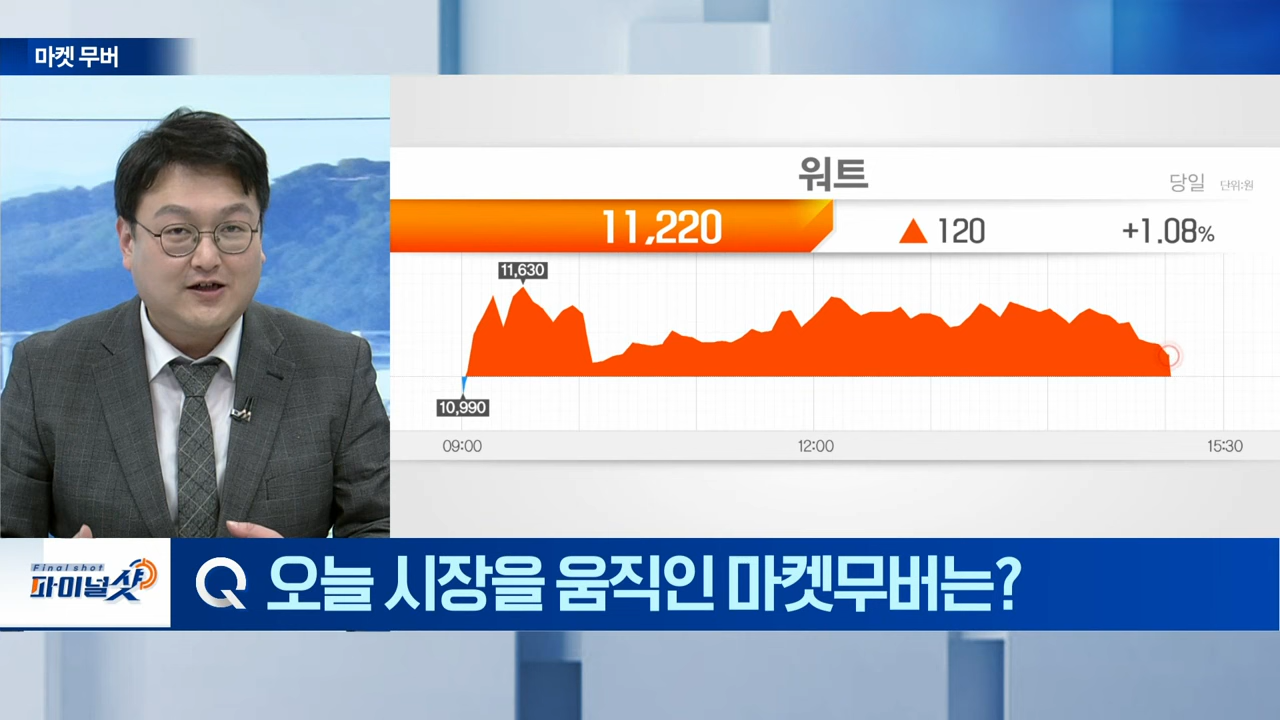 마켓 무버
워트
당일 단위:원
11,220 ▲ 120 +1.08%
11,630
10,990
09:00 12:00 15:30
Final shot
파이널샷
Q 오늘 시장을 움직인 마켓무버는?